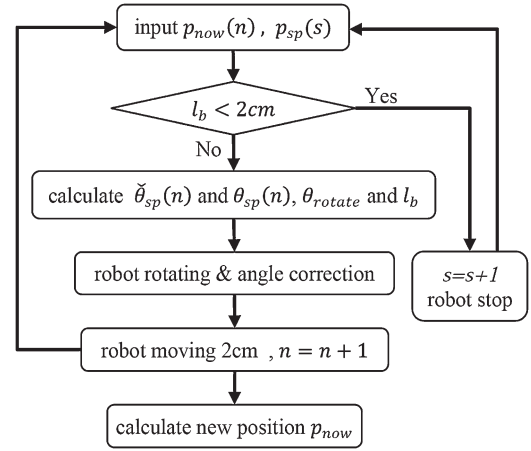 input p_now(n) , p_sp(s)
l_b < 2cm
Yes
No
calculate θ̌_sp(n) and θ_sp(n), θ_rotate and l_b
robot rotating & angle correction
s=s+1
robot stop
robot moving 2cm , n = n + 1
calculate new position p_now